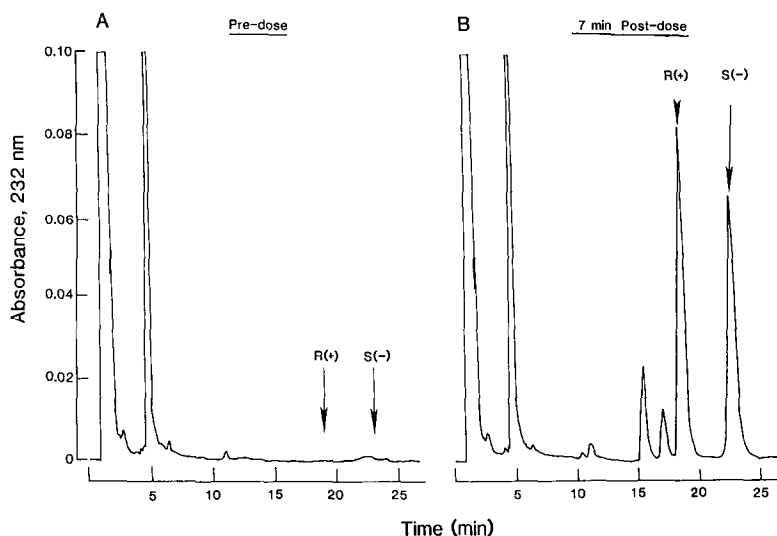 A
Pre-dose
B
7 min Post-dose
Absorbance, 232 nm
0.10
0.08
0.06
0.04
0.02
0
R(+)
S(-)
R(+)
S(-)
5
10
15
20
25
5
10
15
20
25
Time (min)